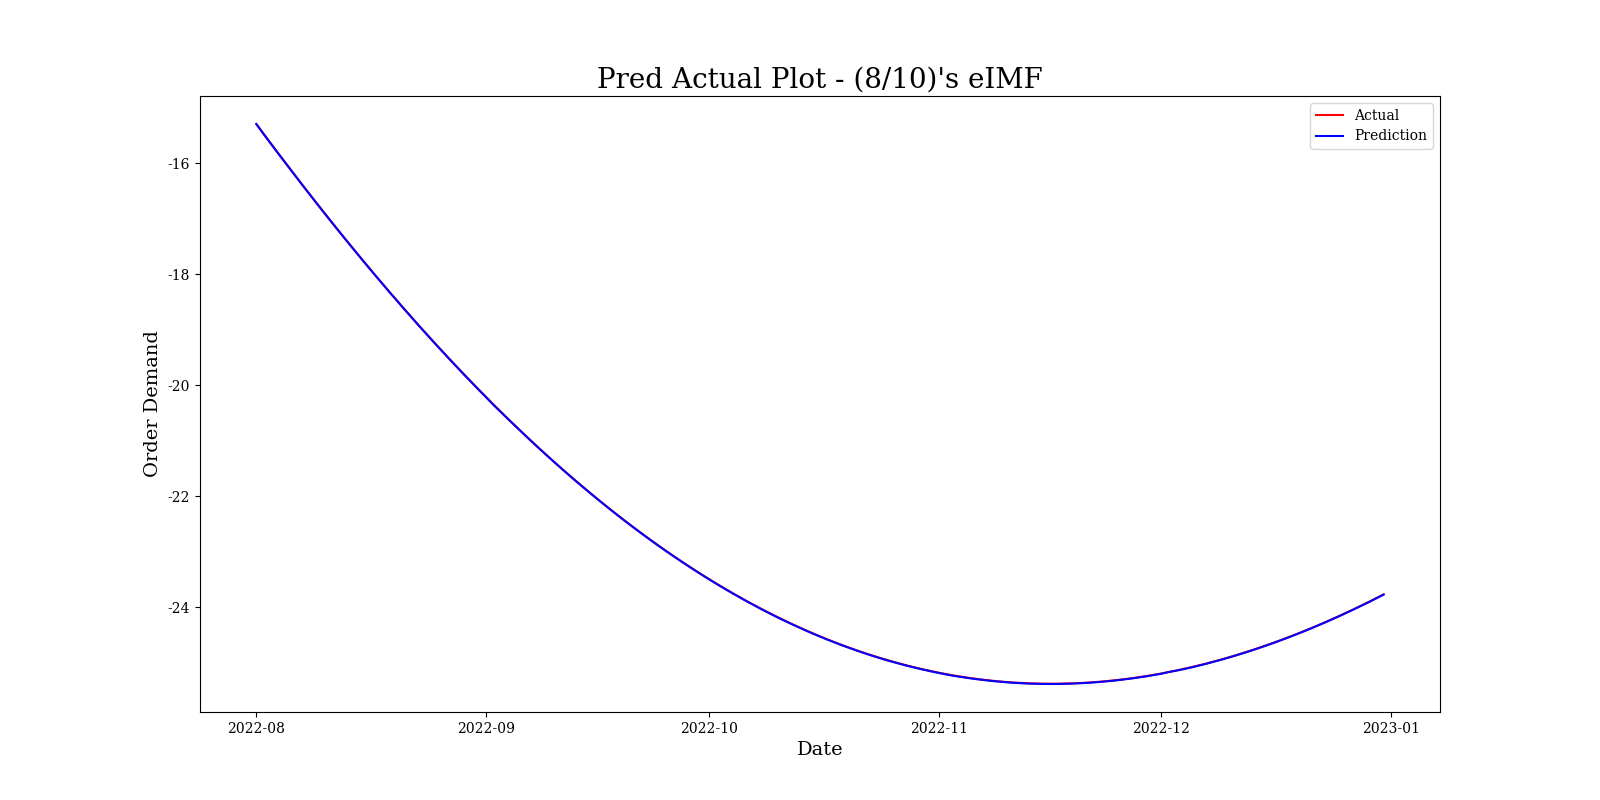 Pred Actual Plot - (8/10)'s eIMF
Actual
Prediction
-16
-18
-20
-22
-24
Order Demand
2022-08 2022-09 2022-10 2022-11 2022-12 2023-01
Date